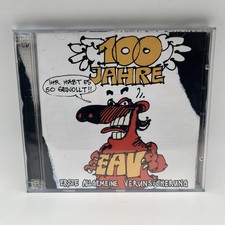 100
JAHRE
IHR HABT ES
SO GEWOLLT!!
EAV
ERSTE ALLGEMEINE VERUNSICHERUNG